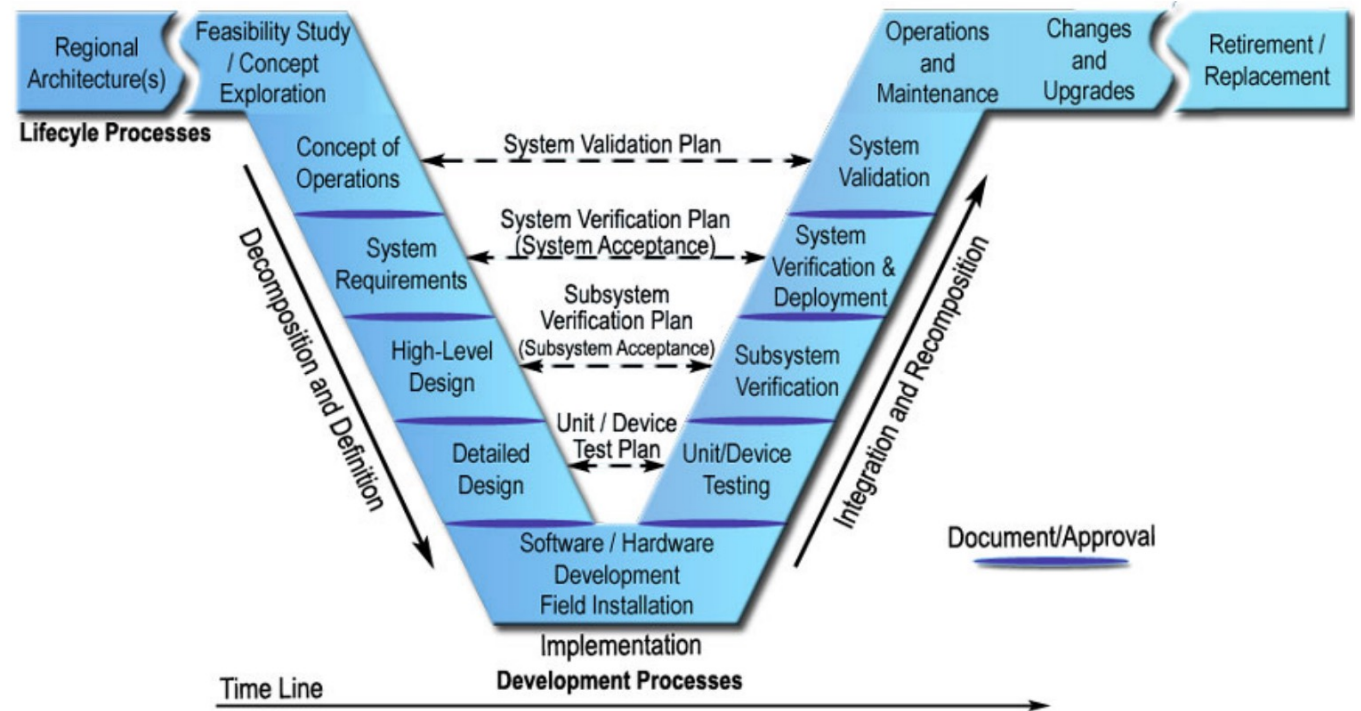 Regional
Architecture(s)
Feasibility Study
/ Concept
Exploration
Operations
and
Maintenance
Changes
and
Upgrades
Retirement /
Replacement
Lifecyle Processes
Concept of
Operations
System Validation Plan
System
Validation
System
Requirements
System Verification Plan
(System Acceptance)
System
Verification &
Deployment
High-Level
Design
Subsystem
Verification Plan
(Subsystem Acceptance)
Subsystem
Verification
Detailed
Design
Unit / Device
Test Plan
Unit/Device
Testing
Decomposition and Definition
Integration and Recomposition
Software / Hardware
Development
Field Installation
Document/Approval
Implementation
Development Processes
Time Line